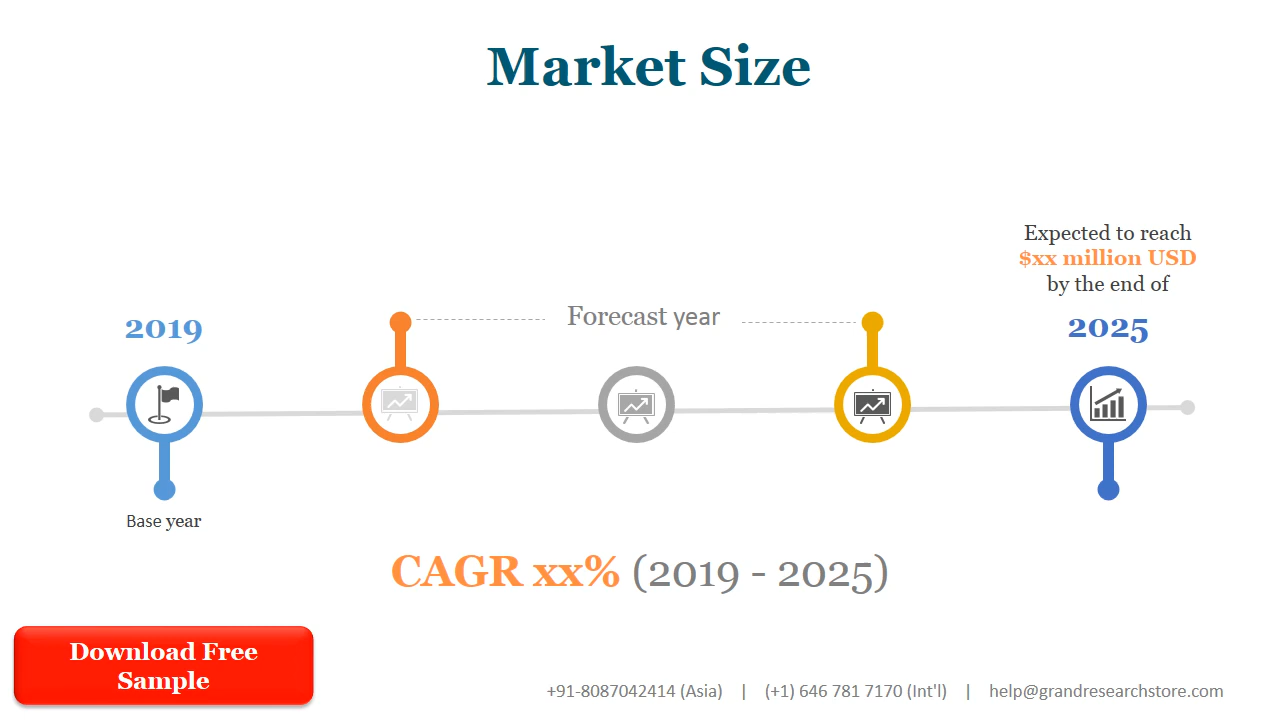 Market Size
Expected to reach
$xx million USD
by the end of
2019
Forecast year
2025
Base year
CAGR xx% (2019 - 2025)
Download Free
Sample
+91-8087042414 (Asia) | (+1) 646 781 7170 (Int'l) | help@grandresearchstore.com